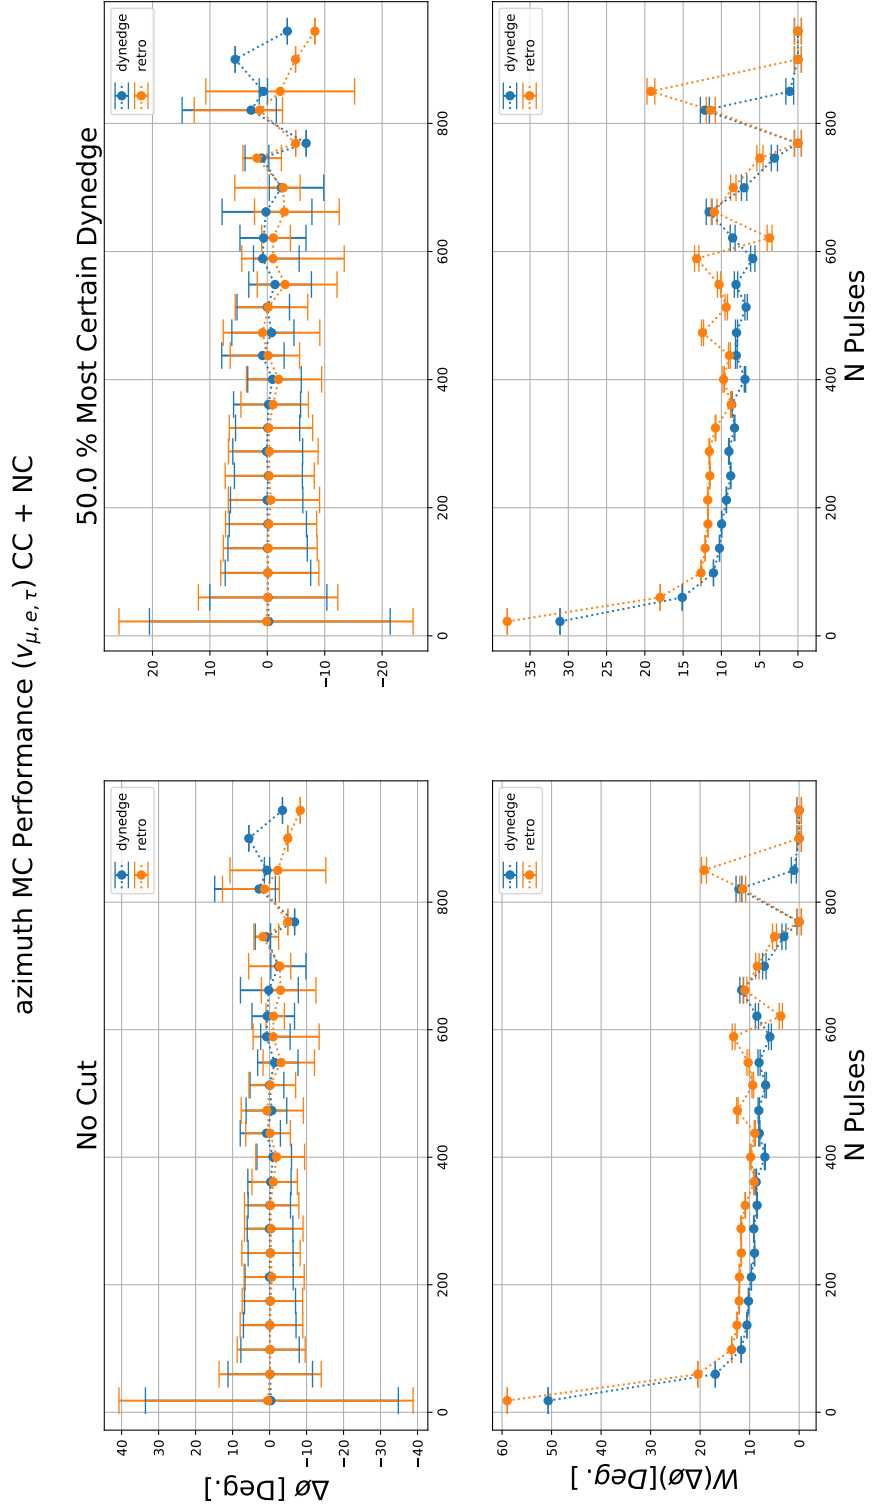 azimuth MC Performance (ν_{μ, e, τ}) CC + NC
No Cut
Δø [Deg.]
40
30
20
10
0
−10
−20
−30
−40
0 200 400 600 800
dynedge
retro
50.0 % Most Certain Dynedge
20
10
0
−10
−20
0 200 400 600 800
dynedge
retro
W(Δø)[Deg. ]
60
50
40
30
20
10
0
0 200 400 600 800
N Pulses
dynedge
retro
35
30
25
20
15
10
5
0
0 200 400 600 800
N Pulses
dynedge
retro